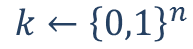 k ← {0,1}ⁿ